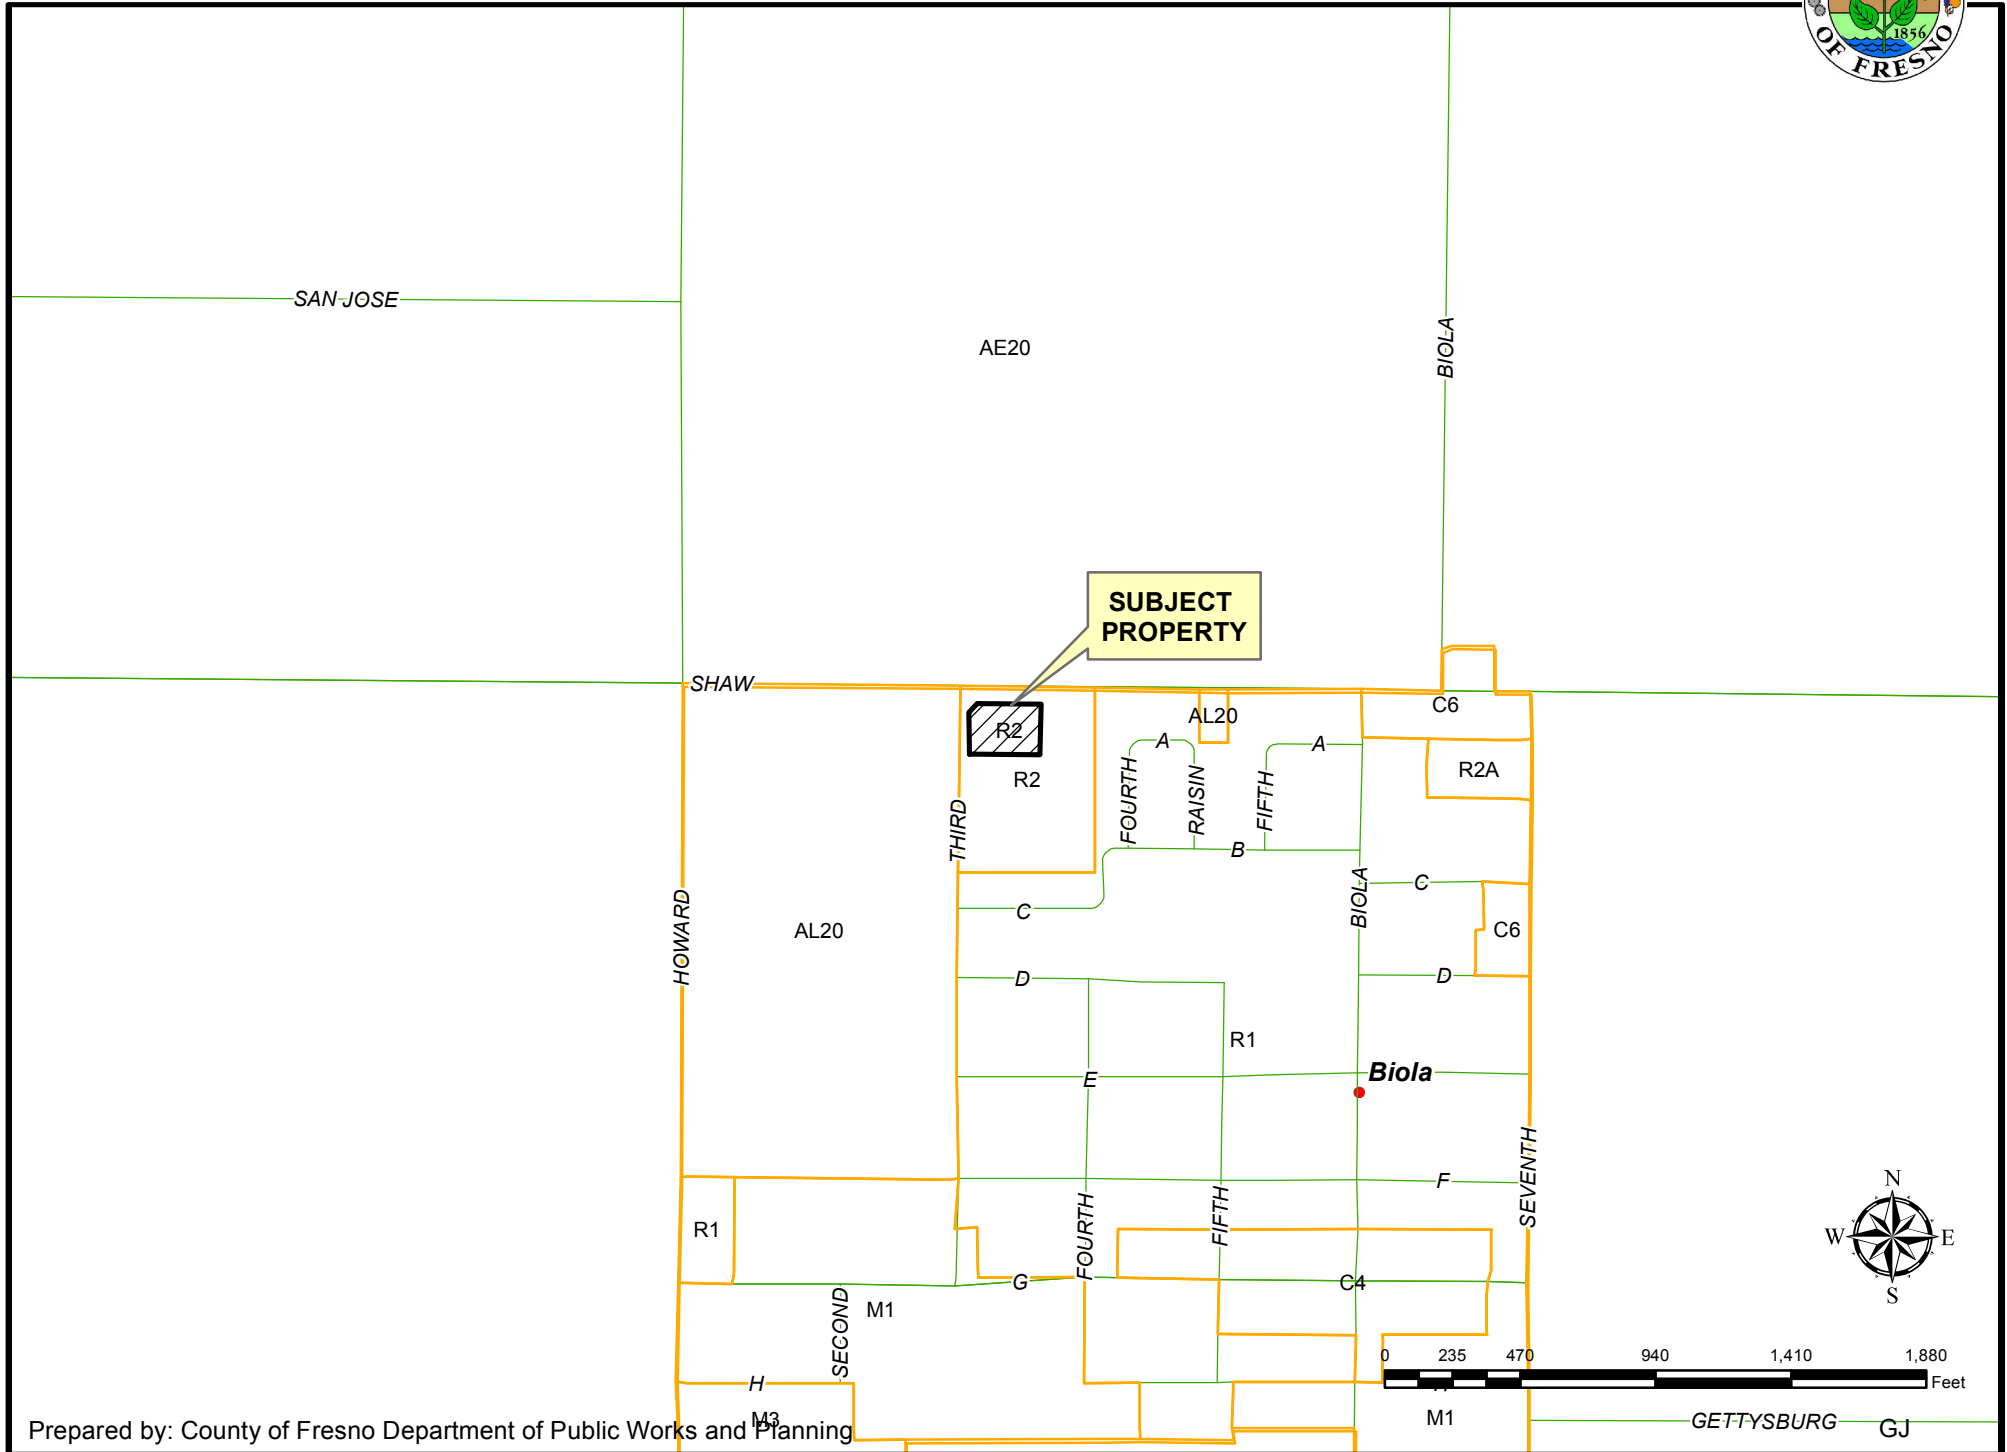 1856
OF FRESNO
SAN JOSE
AE20
BIOLA
SUBJECT
PROPERTY
SHAW
R2
AL20
C6
A
A
R2
R2A
FOURTH
RAISIN
FIFTH
THIRD
B
C
BIOLA
C
HOWARD
AL20
C6
D
D
R1
E
Biola
SEVENTH
F
N
R1
FOURTH
FIFTH
W
E
G
C4
S
SECOND
M1
0 235 470 940 1,410 1,880
Feet
H
M3
M1
GETTYSBURG
GJ
Prepared by: County of Fresno Department of Public Works and Planning